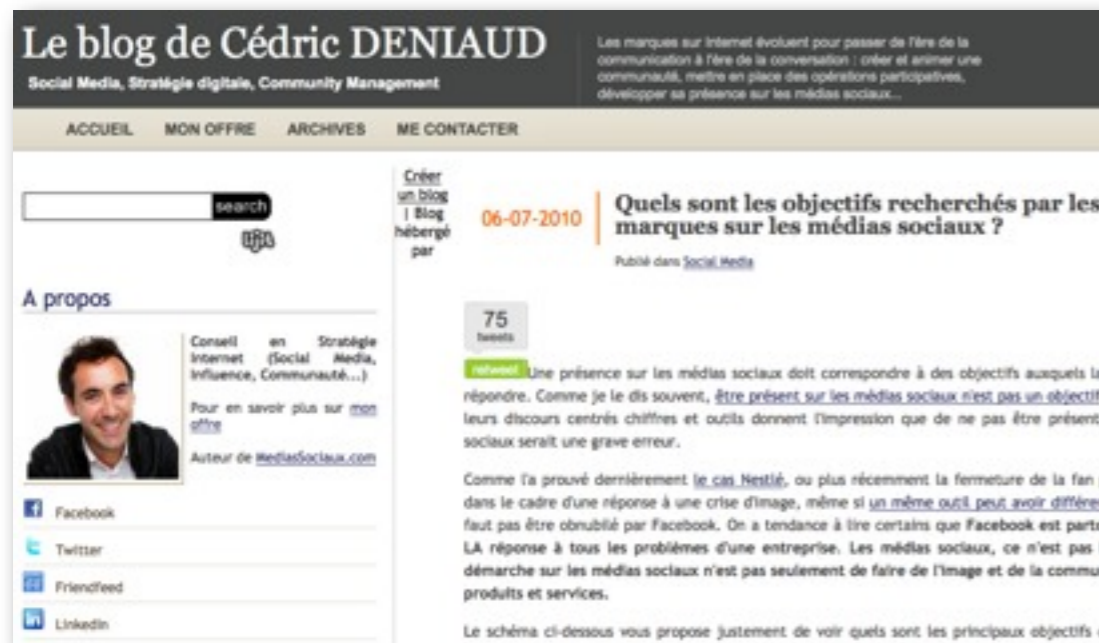 Le blog de Cédric DENIAUD
Social Media, Stratégie digitale, Community Management
Les marques sur Internet évoluent pour passer de l'ère de la
communication à l'ère de la conversation : créer et animer une
communauté, mettre en place des opérations participatives,
développer sa présence sur les médias sociaux...
ACCUEIL MON OFFRE ARCHIVES ME CONTACTER
search
A propos
Conseil en Stratégie
Internet (Social Media,
Influence, Communauté...)
Pour en savoir plus sur mon
offre
Auteur de MediasSociaux.com
Facebook
Twitter
Friendfeed
LinkedIn
Créer
un blog
| Blog
hébergé
par
06-07-2010
Quels sont les objectifs recherchés par les
marques sur les médias sociaux ?
Publié dans Social Media
75
tweets
retweet
Une présence sur les médias sociaux doit correspondre à des objectifs auxquels
répondre. Comme je le dis souvent, être présent sur les médias sociaux n'est pas un objectif
leurs discours centrés chiffres et outils donnent l'impression que de ne pas être présent
sociaux serait une grave erreur.
Comme l'a prouvé dernièrement le cas Nestlé, ou plus récemment la fermeture de la fan
dans le cadre d'une réponse à une crise d'image, même si un même outil peut avoir
faut pas être obnubilé par Facebook. On a tendance à lire certains que Facebook est
LA réponse à tous les problèmes d'une entreprise. Les médias sociaux, ce n'est pas
démarche sur les médias sociaux n'est pas seulement de faire de l'image et de la
produits et services.
Le schéma ci-dessous vous propose justement de voir quels sont les principaux objectifs